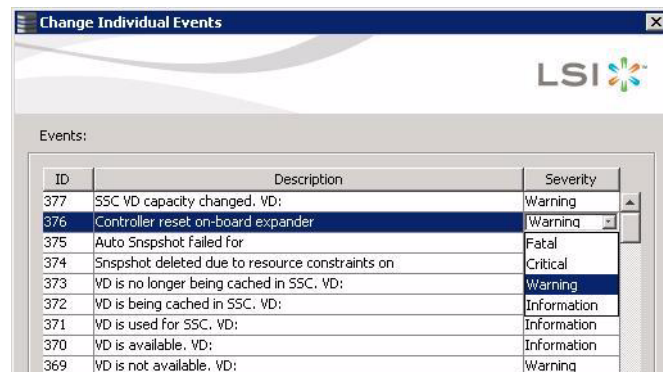 Change Individual Events
LSI
Events:
ID Description Severity
377 SSC VD capacity changed. VD: Warning
376 Controller reset on-board expander Warning
375 Auto Snspshot failed for Fatal
374 Snspshot deleted due to resource constraints on Critical
373 VD is no longer being cached in SSC. VD: Warning
372 VD is being cached in SSC. VD: Information
371 VD is used for SSC. VD: Information
370 VD is available. VD: Information
369 VD is not available. VD: Warning